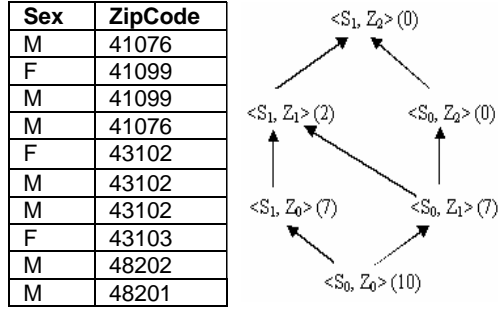 Sex ZipCode
M 41076
F 41099
M 41099
M 41076
F 43102
M 43102
M 43102
F 43103
M 48202
M 48201
<S₁, Z₂> (0)
<S₁, Z₁> (2) <S₀, Z₂> (0)
<S₁, Z₀> (7) <S₀, Z₁> (7)
<S₀, Z₀> (10)